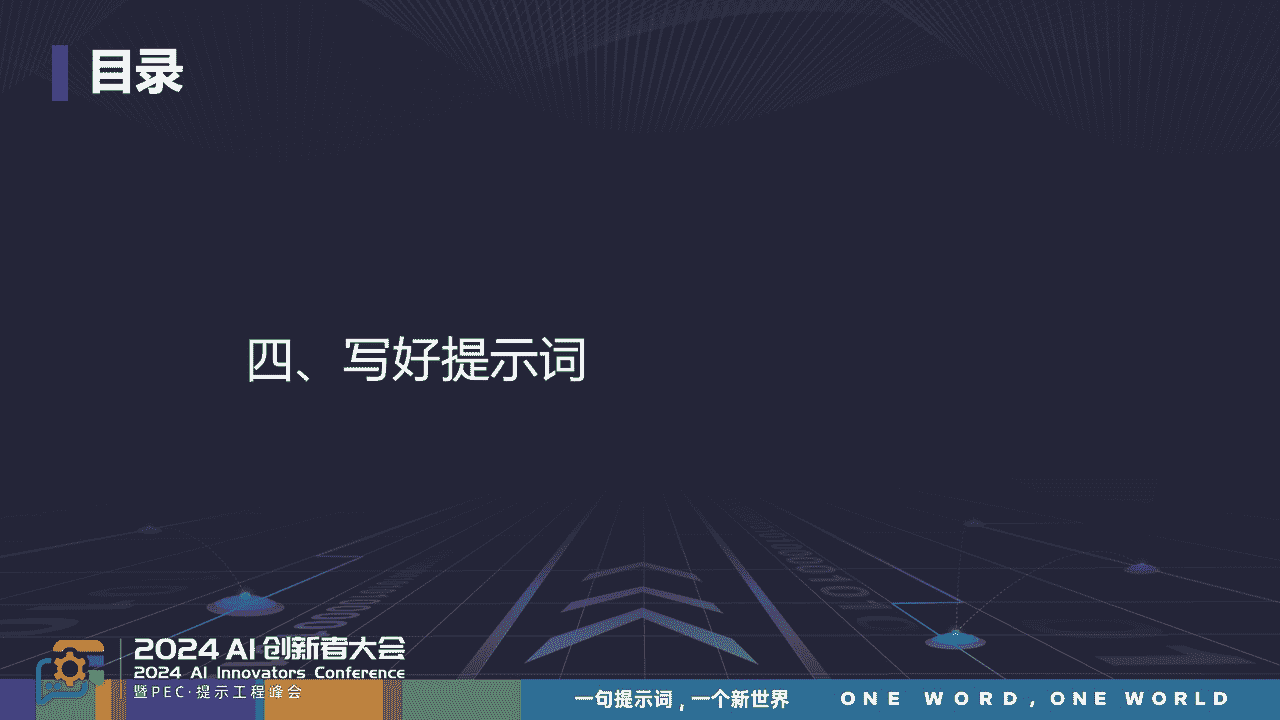 目录
四、写好提示词
2024 AI 创新者大会
2024 AI Innovators Conference
暨PEC·提示工程峰会
一句提示词,一个新世界
ONE WORD, ONE WORLD